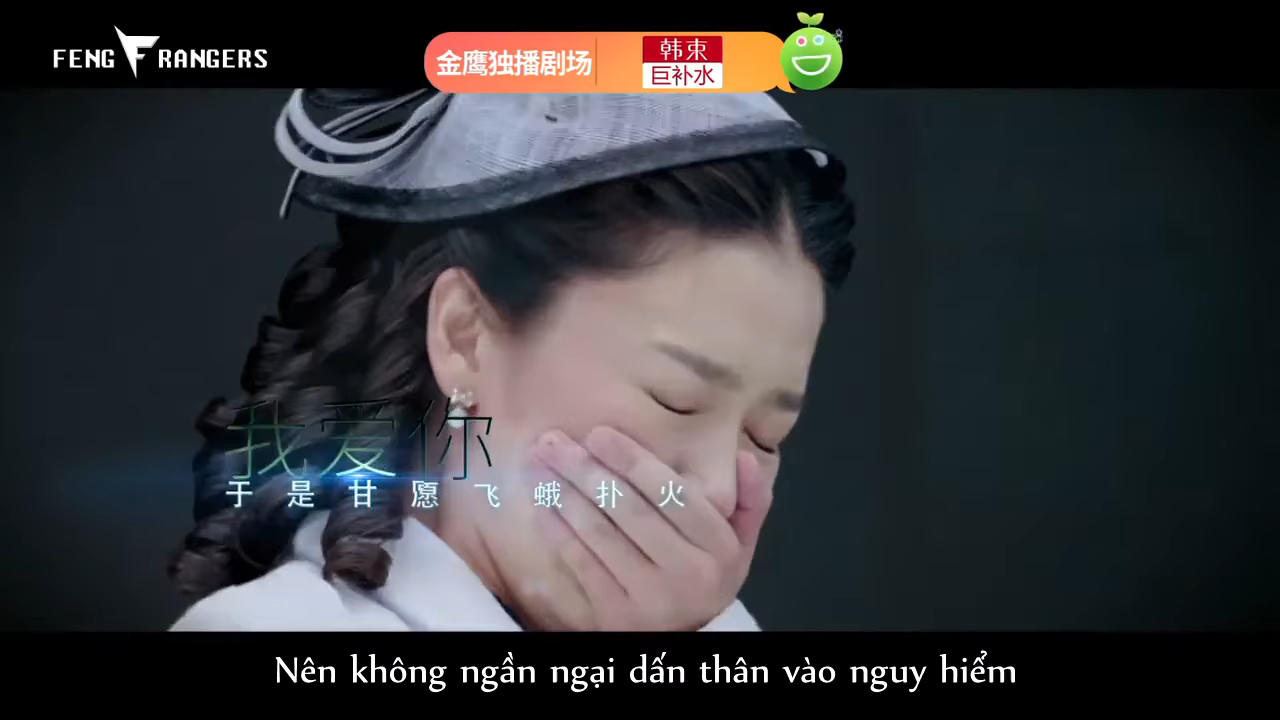 FENG RANGERS
金鹰独播剧场
韩束
巨补水
我爱你
于是甘愿飞蛾扑火
Nên không ngần ngại dấn thân vào nguy hiểm